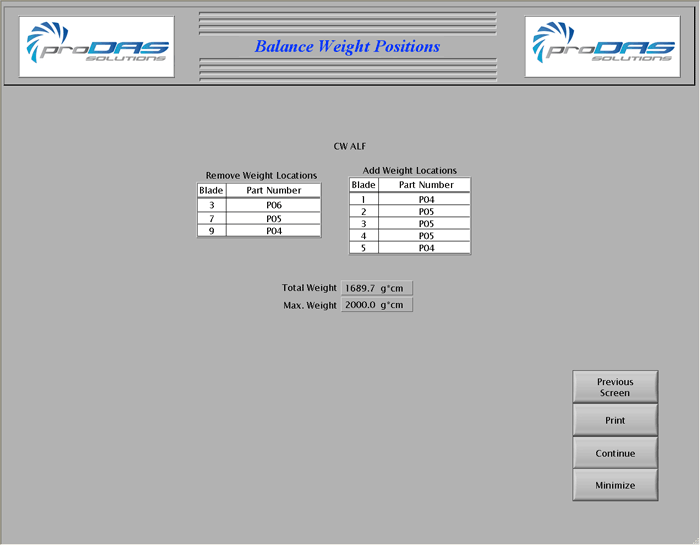 proDAS
SOLUTIONS
Balance Weight Positions
proDAS
SOLUTIONS
CW ALF
Remove Weight Locations
Blade Part Number
3 P06
7 P05
9 P04
Add Weight Locations
Blade Part Number
1 P04
2 P05
3 P05
4 P05
5 P04
Total Weight 1689.7 g*cm
Max. Weight 2000.0 g*cm
Previous
Screen
Print
Continue
Minimize